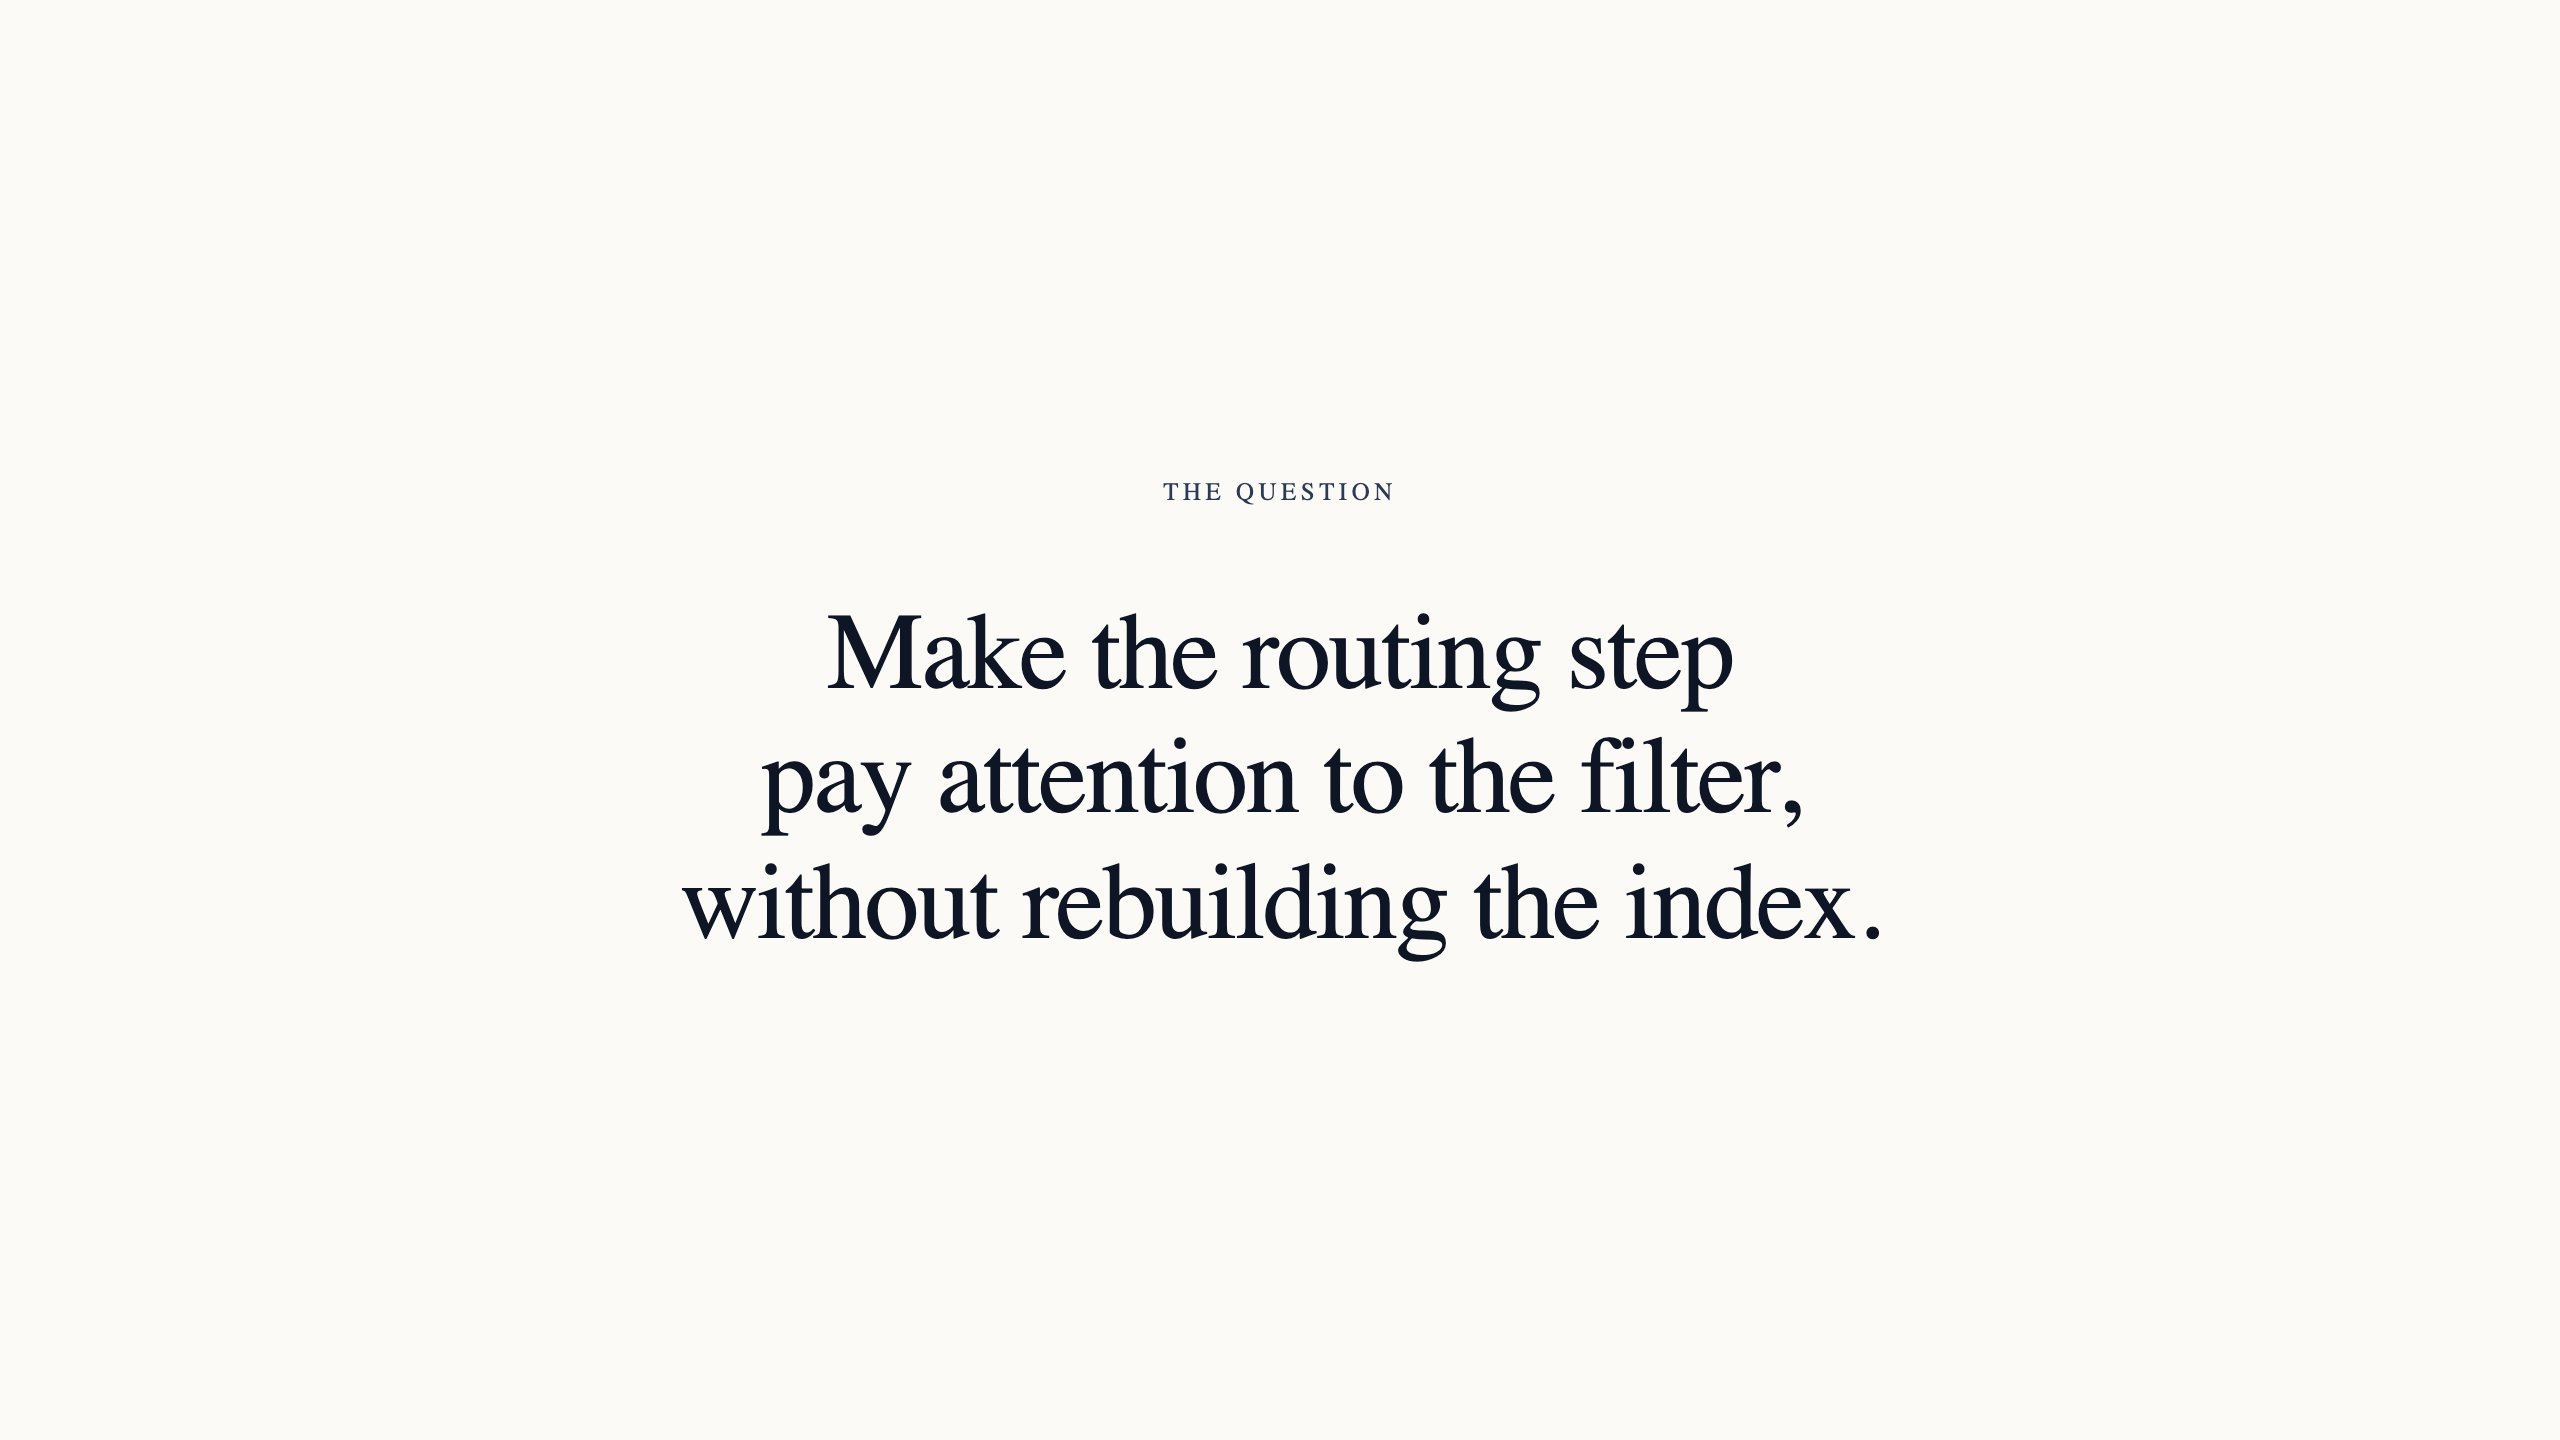 THE QUESTION
Make the routing step
pay attention to the filter,
without rebuilding the index.